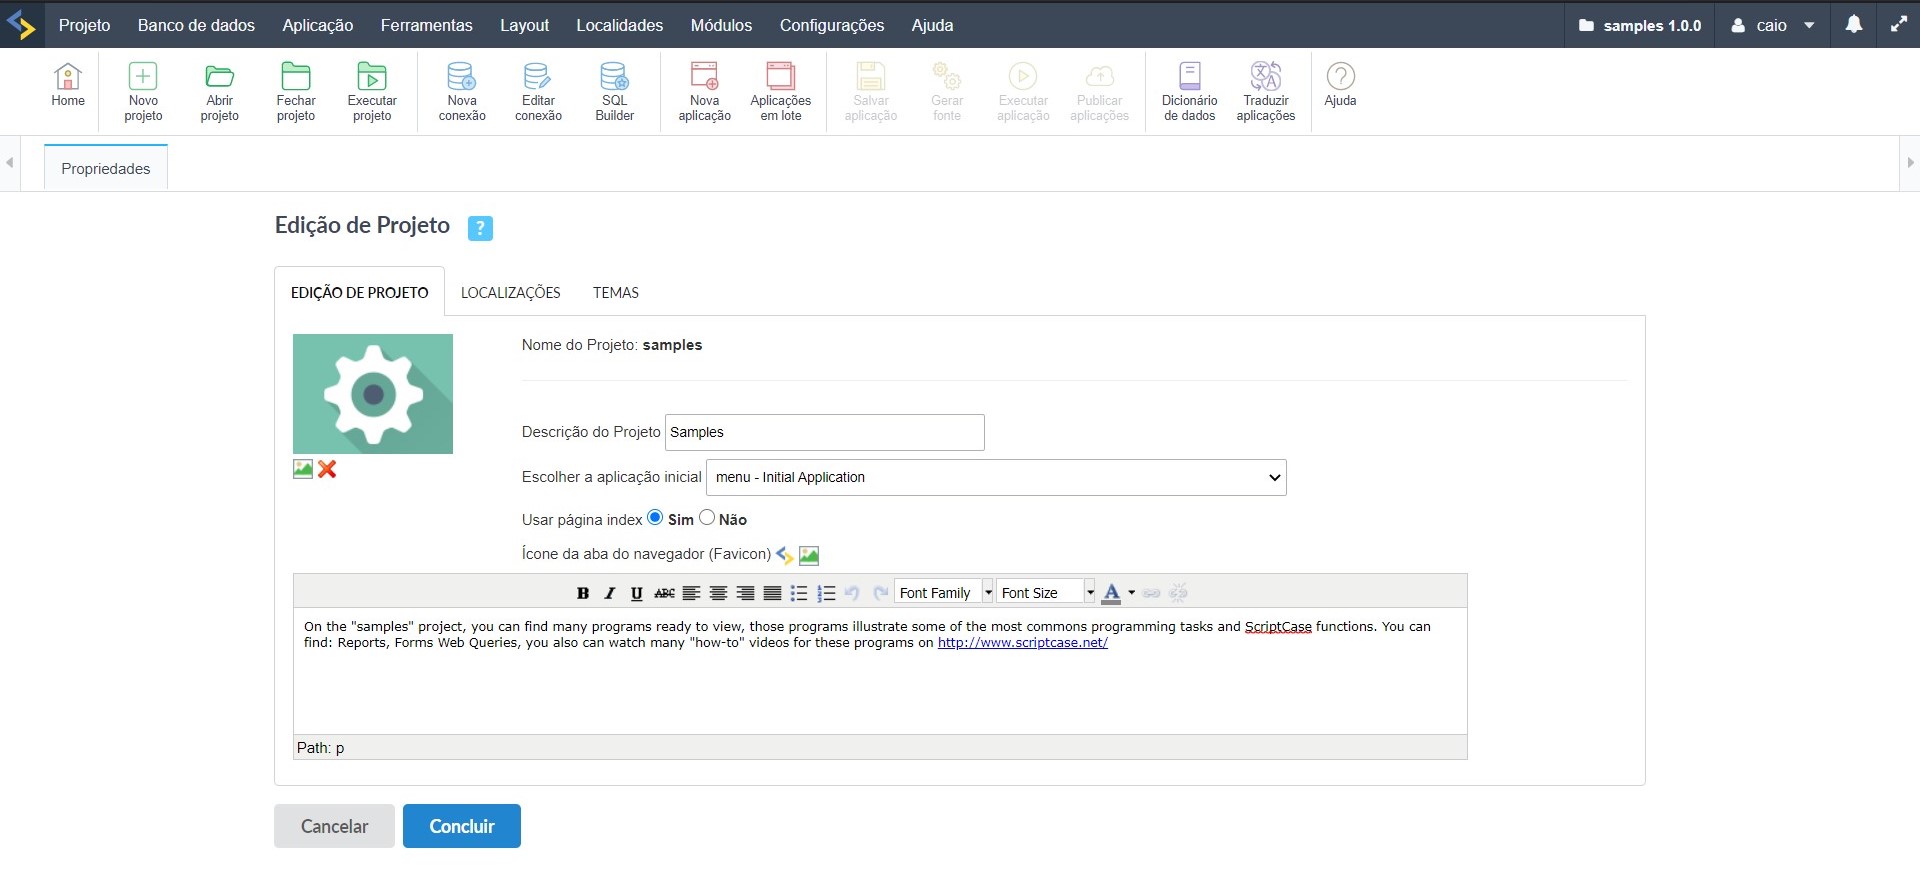 Projeto Banco de dados Aplicação Ferramentas Layout Localidades Módulos Configurações Ajuda samples 1.0.0 caio
Home
Novo projeto
Abrir projeto
Fechar projeto
Executar projeto
Nova conexão
Editar conexão
SQL Builder
Nova aplicação
Aplicações em lote
Salvar aplicação
Gerar fonte
Executar aplicação
Publicar aplicações
Dicionário de dados
Traduzir aplicações
Ajuda
Propriedades
Edição de Projeto ?
EDIÇÃO DE PROJETO LOCALIZAÇÕES TEMAS
Nome do Projeto: samples
Descrição do Projeto Samples
Escolher a aplicação inicial menu - Initial Application
Usar página index Sim Não
Ícone da aba do navegador (Favicon)
B I U ABC Font Family Font Size A
On the "samples" project, you can find many programs ready to view, those programs illustrate some of the most commons programming tasks and ScriptCase functions. You can
find: Reports, Forms Web Queries, you also can watch many "how-to" videos for these programs on http://www.scriptcase.net/
Path: p
Cancelar Concluir